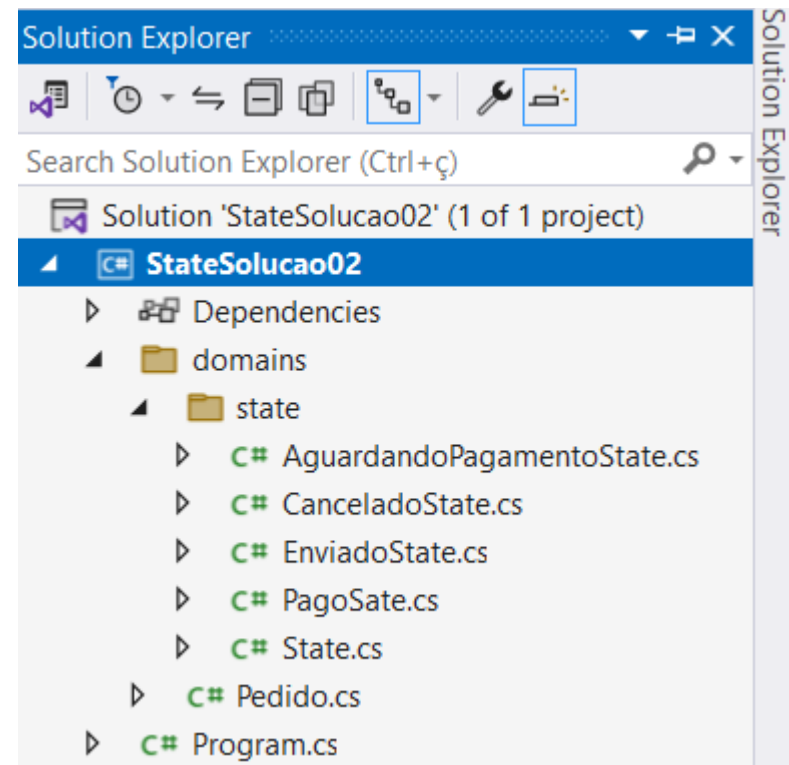 Solution Explorer
Search Solution Explorer (Ctrl+ç)
Solution 'StateSolucao02' (1 of 1 project)
C# StateSolucao02
Dependencies
domains
state
C# AguardandoPagamentoState.cs
C# CanceladoState.cs
C# EnviadoState.cs
C# PagoSate.cs
C# State.cs
C# Pedido.cs
C# Program.cs
Solution Explorer